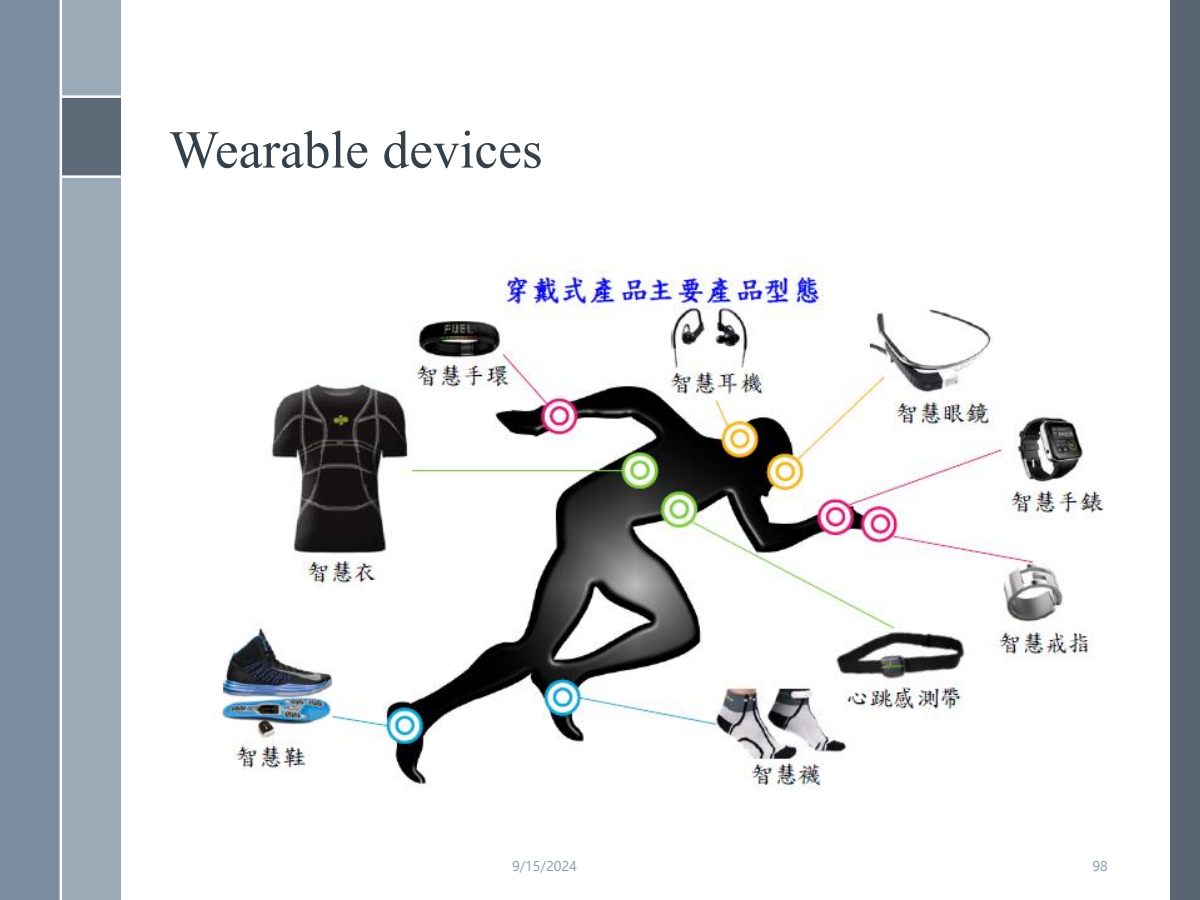 Wearable devices
穿戴式產品主要產品型態
FUEL
智慧手環
智慧耳機
智慧眼鏡
智慧手錶
智慧衣
智慧戒指
心跳感測帶
智慧鞋
智慧襪
9/15/2024
98